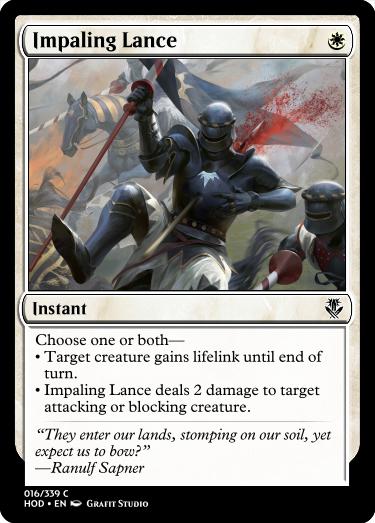 Impaling Lance
Instant
Choose one or both—
• Target creature gains lifelink until end of
turn.
• Impaling Lance deals 2 damage to target
attacking or blocking creature.
“They enter our lands, stomping on our soil, yet
expect us to bow?”
—Ranulf Sapner
016/339 C
HOD • EN Grafit Studio